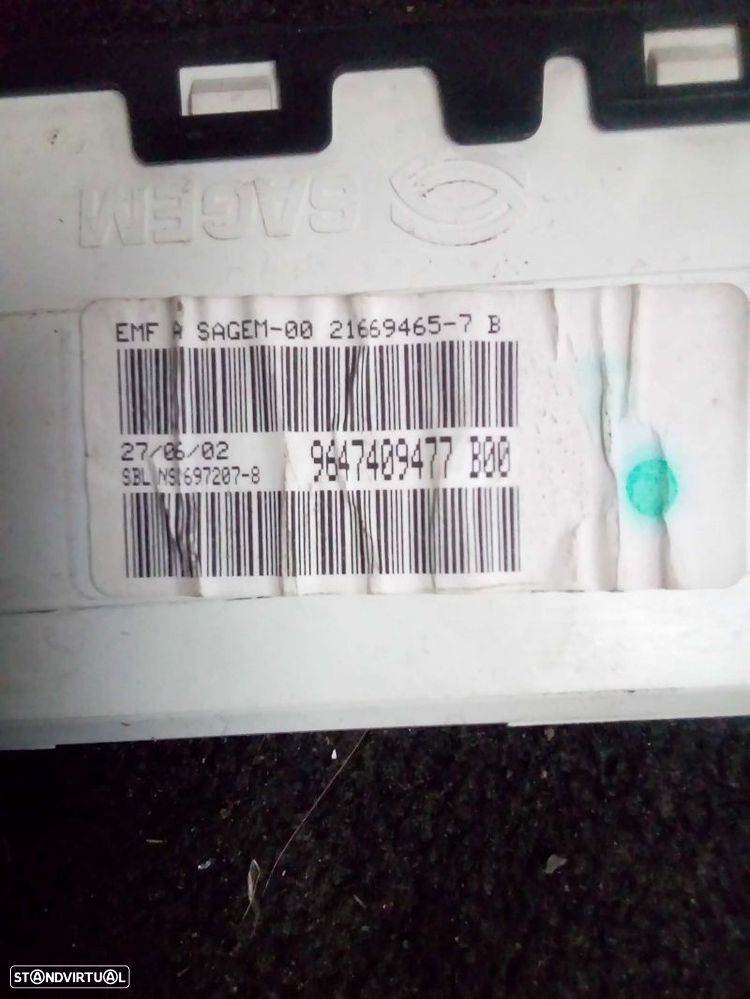 SAGEM
EMF A SAGEM-00 21669465-7 B
27/06/02
9647409477 B00
SBL NS1697207-8
STANDVIRTUAL